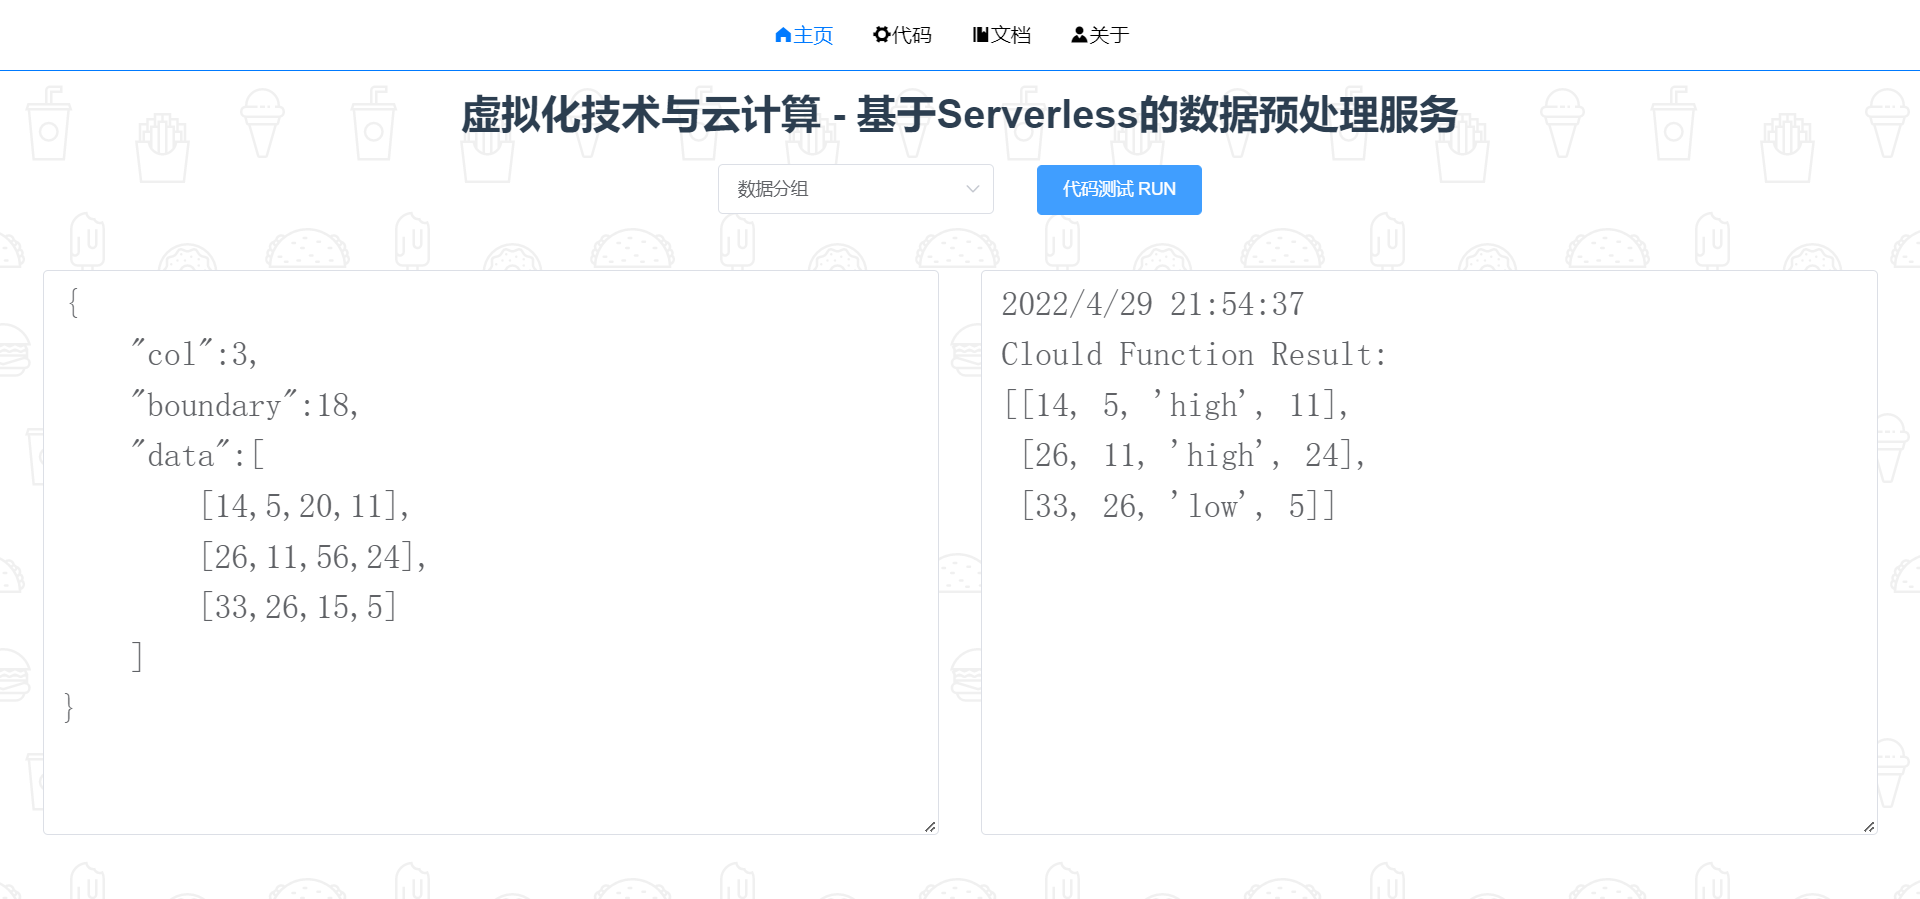 主页 代码 文档 关于
虚拟化技术与云计算 - 基于Serverless的数据预处理服务
数据分组 代码测试 RUN
{
    "col":3,
    "boundary":18,
    "data":[
        [14,5,20,11],
        [26,11,56,24],
        [33,26,15,5]
    ]
}
2022/4/29 21:54:37
Clould Function Result:
[[14, 5, 'high', 11],
 [26, 11, 'high', 24],
 [33, 26, 'low', 5]]